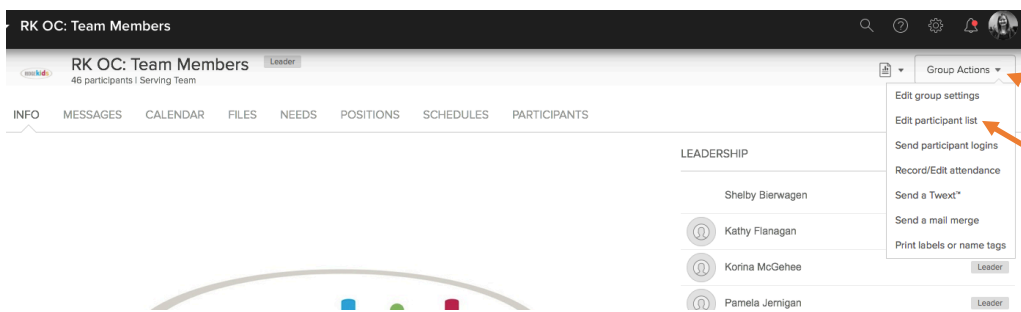 RK OC: Team Members
RK OC: Team Members Leader
46 participants | Serving Team
Group Actions
INFO MESSAGES CALENDAR FILES NEEDS POSITIONS SCHEDULES PARTICIPANTS
Edit group settings
Edit participant list
Send participant logins
Record/Edit attendance
Send a Twext™
Send a mail merge
Print labels or name tags
LEADERSHIP
Shelby Bierwagen
Kathy Flanagan
Korina McGehee Leader
Pamela Jernigan Leader